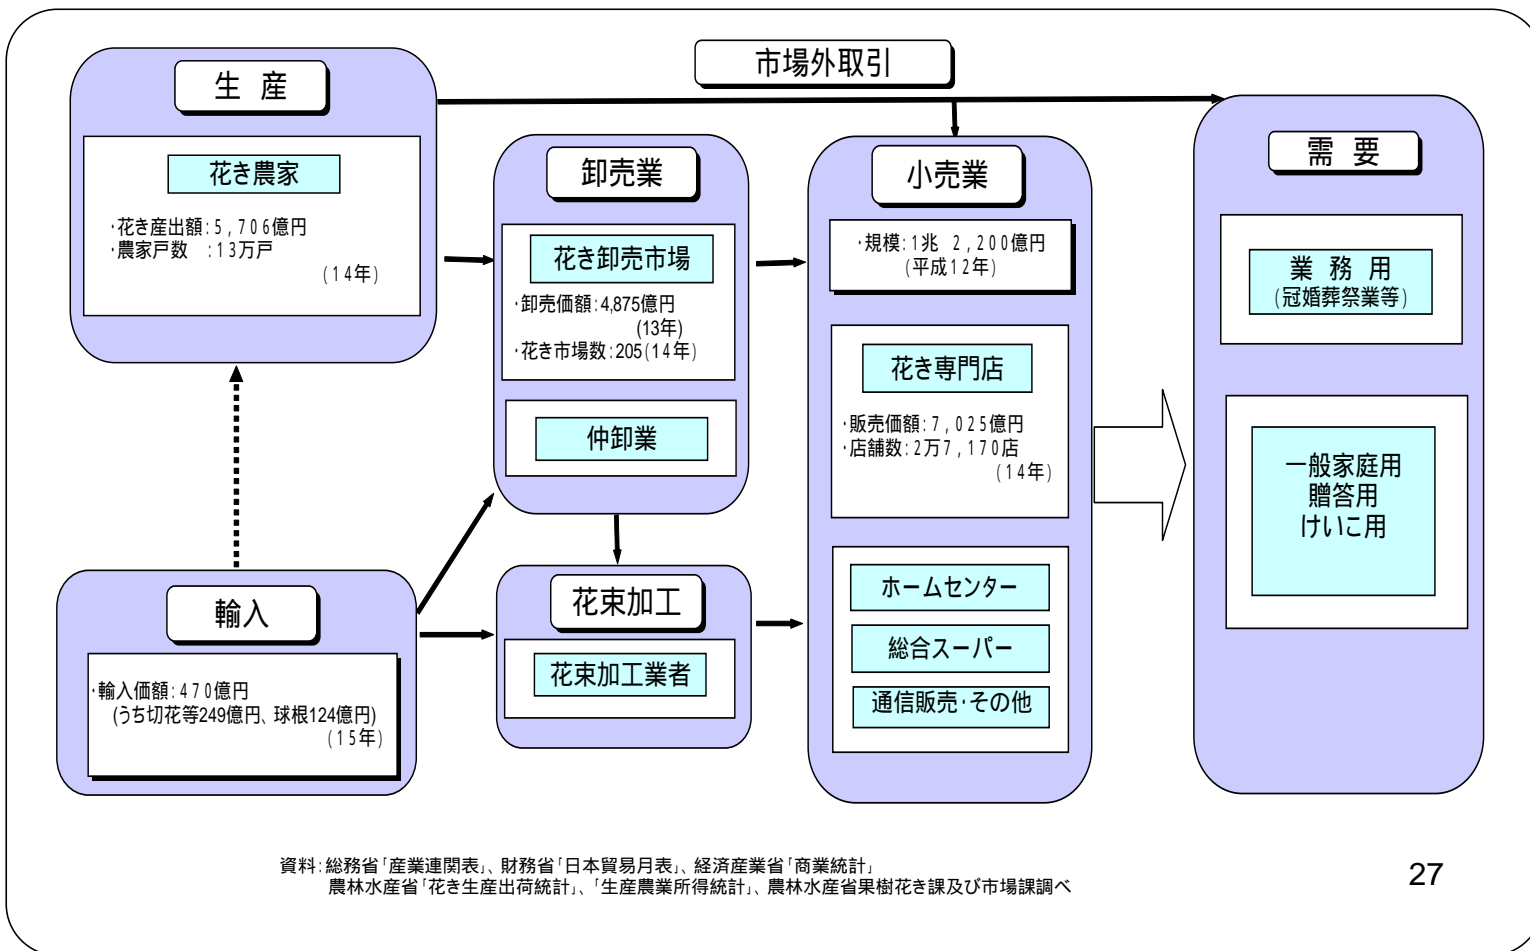 市場外取引
生 産
花き農家
・花き産出額:5,706億円
・農家戸数 :13万戸
(14年)
卸売業
花き卸売市場
・卸売価額:4,875億円
(13年)
・花き市場数:205(14年)
仲卸業
小売業
・規模:1兆 2,200億円
(平成12年)
花き専門店
・販売価額:7,025億円
・店舗数:2万7,170店
(14年)
ホームセンター
総合スーパー
通信販売・その他
需 要
業 務 用
(冠婚葬祭業等)
一般家庭用
贈答用
けいこ用
輸入
・輸入価額:470億円
(うち切花等249億円、球根124億円)
(15年)
花束加工
花束加工業者
資料:総務省「産業連関表」、財務省「日本貿易月表」、経済産業省「商業統計」
農林水産省「花き生産出荷統計」、「生産農業所得統計」、農林水産省果樹花き課及び市場課調べ
27